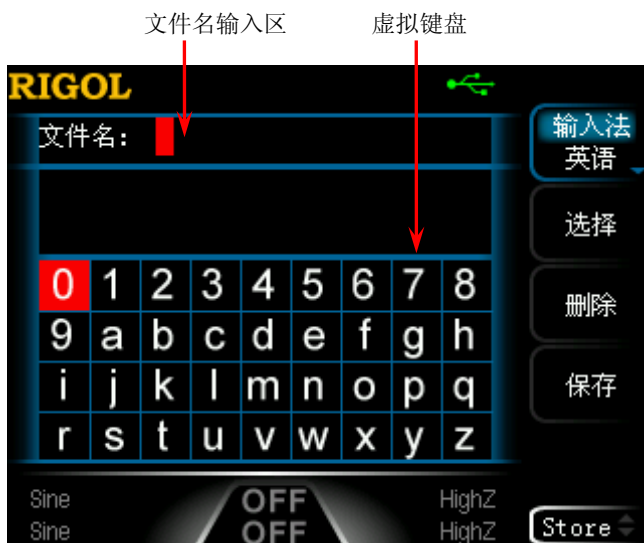 文件名输入区 虚拟键盘
RIGOL
文件名: 输入法
英语
选择
0 1 2 3 4 5 6 7 8
删除
9 a b c d e f g h
i j k l m n o p q
保存
r s t u v w x y z
Sine OFF HighZ
Sine OFF HighZ
Store